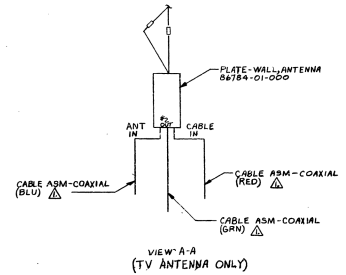 PLATE-WALL, ANTENNA
86784-01-000
ANT
IN
#2
OUT
CABLE
IN
CABLE ASM-COAXIAL
(BLU)
CABLE ASM-COAXIAL
(RED)
CABLE ASM-COAXIAL
(GRN)
VIEW A-A
(TV ANTENNA ONLY)